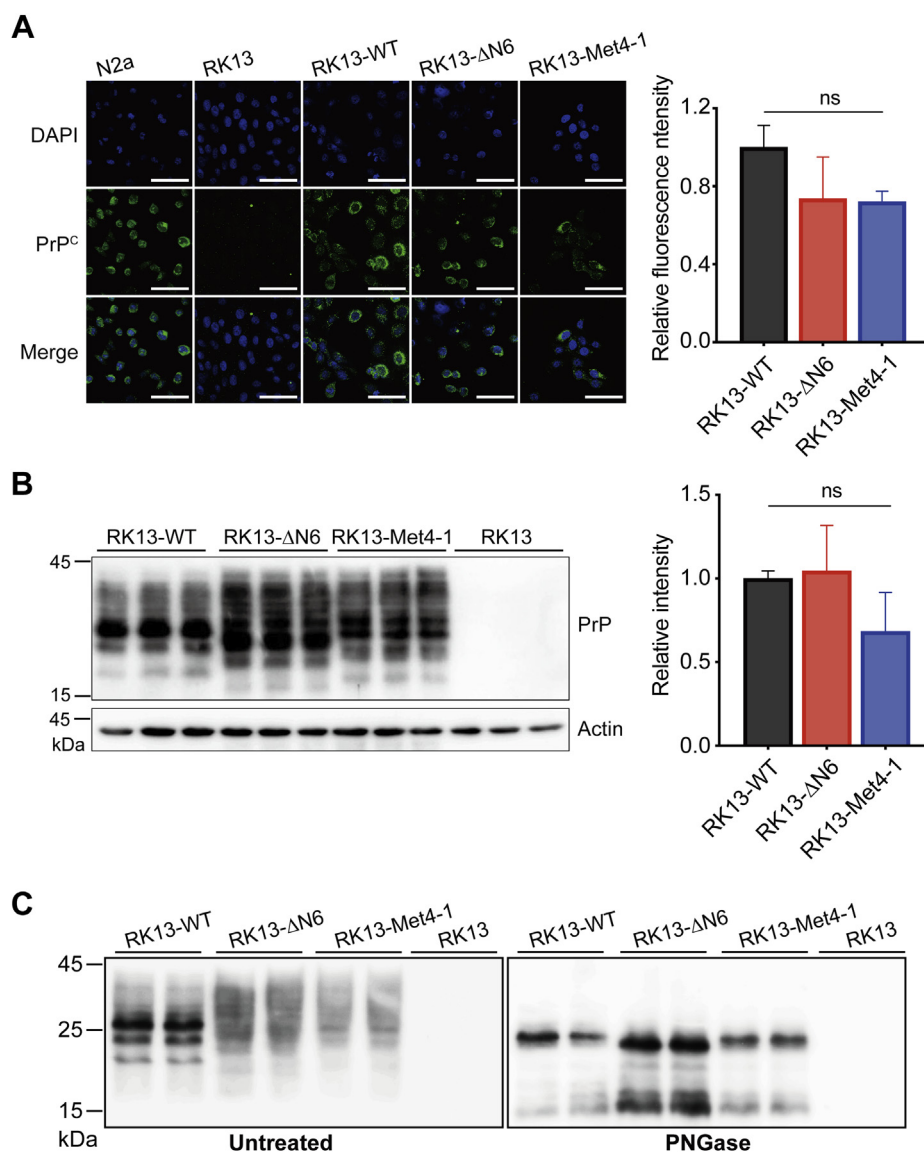 A
N2a RK13 RK13-WT RK13-ΔN6 RK13-Met4-1
DAPI
PrPᶜ
Merge
Relative fluorescence ntensity
1.2
0.8
0.4
0.0
ns
RK13-WT
RK13-ΔN6
RK13-Met4-1
B
RK13-WT RK13-ΔN6 RK13-Met4-1 RK13
45
15
PrP
45
kDa
Actin
Relative intensity
1.5
1.0
0.5
0.0
ns
RK13-WT
RK13-ΔN6
RK13-Met4-1
C
RK13-WT RK13-ΔN6 RK13-Met4-1 RK13
RK13-WT RK13-ΔN6 RK13-Met4-1 RK13
45
25
15
kDa
Untreated
PNGase